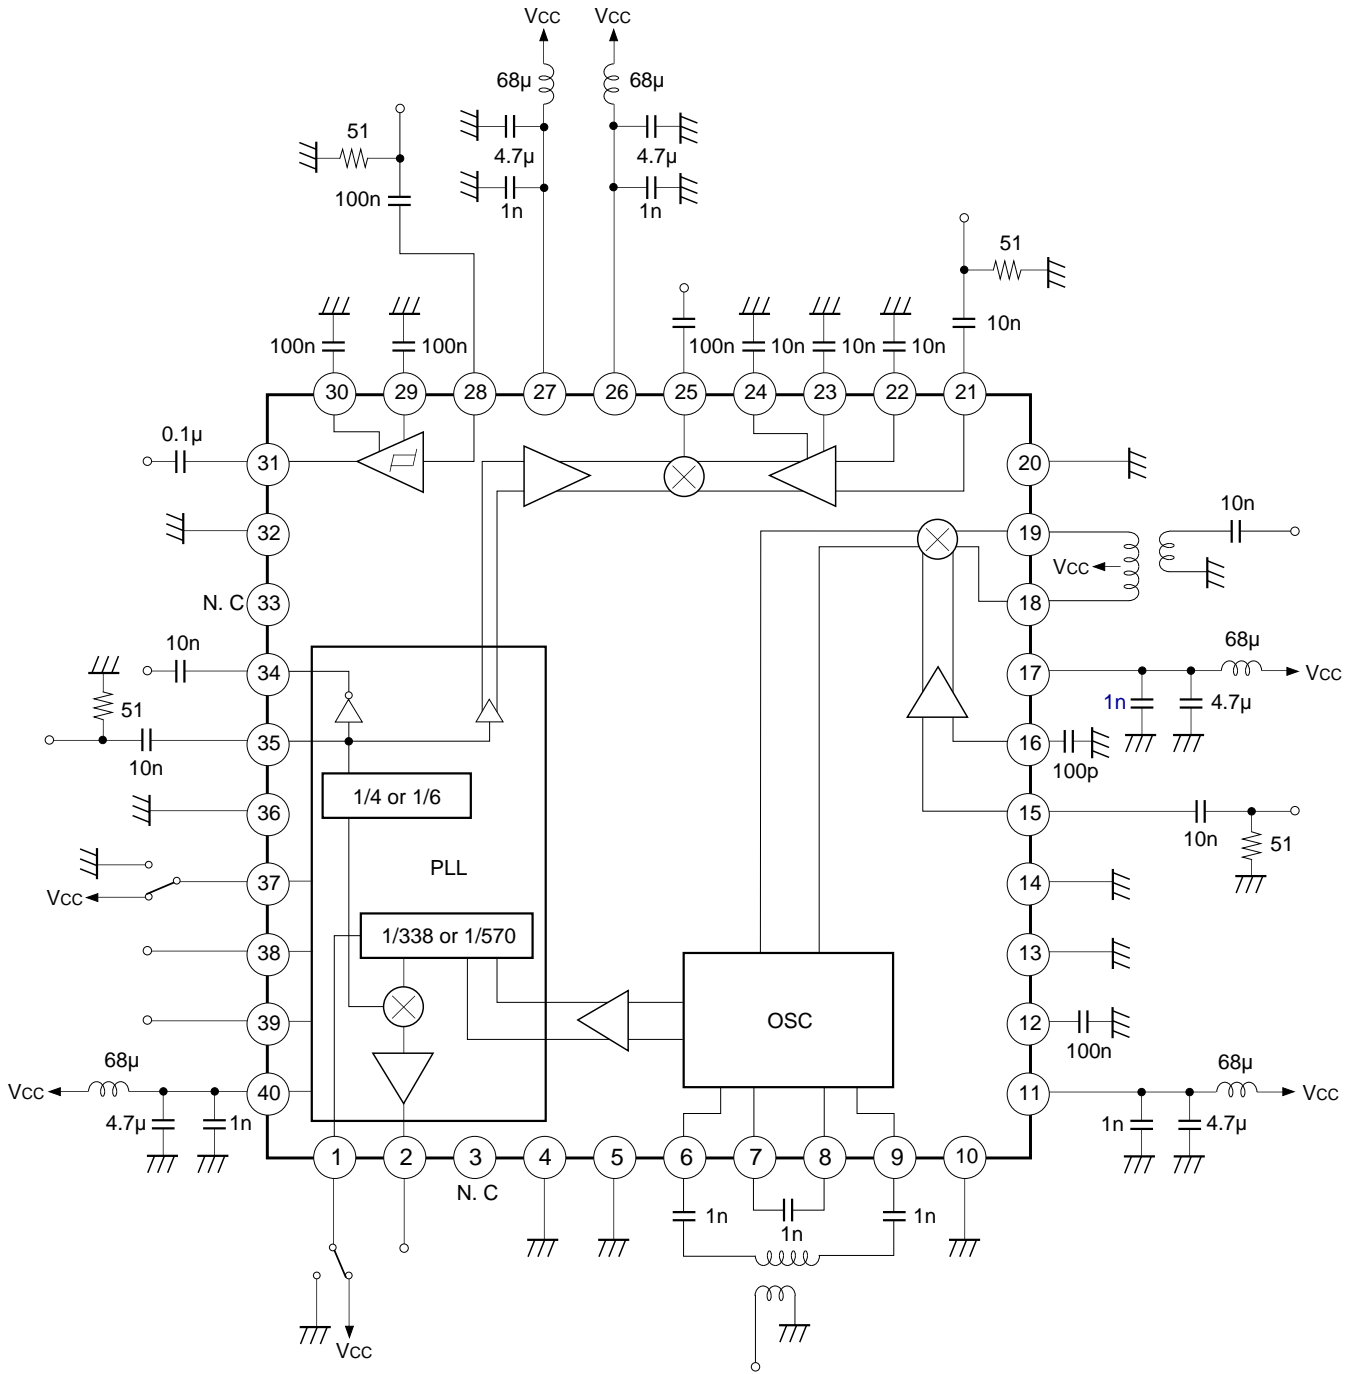 Vcc Vcc
68µ 68µ
51
4.7µ 4.7µ
100n
1n 1n
51
10n
100n 100n 100n 10n 10n 10n
30 29 28 27 26 25 24 23 22 21
0.1µ
31 20
10n
32 19
Vcc
N. C 33 18
10n 68µ
34 17 Vcc
51 1n 4.7µ
35 16
10n 100p
1/4 or 1/6
36 15
10n 51
PLL
37 14
Vcc
1/338 or 1/570
38 13
OSC
39 12
100n
68µ 68µ
Vcc 40 11 Vcc
4.7µ 1n 1n 4.7µ
1 2 3 4 5 6 7 8 9 10
N. C
1n 1n 1n
Vcc